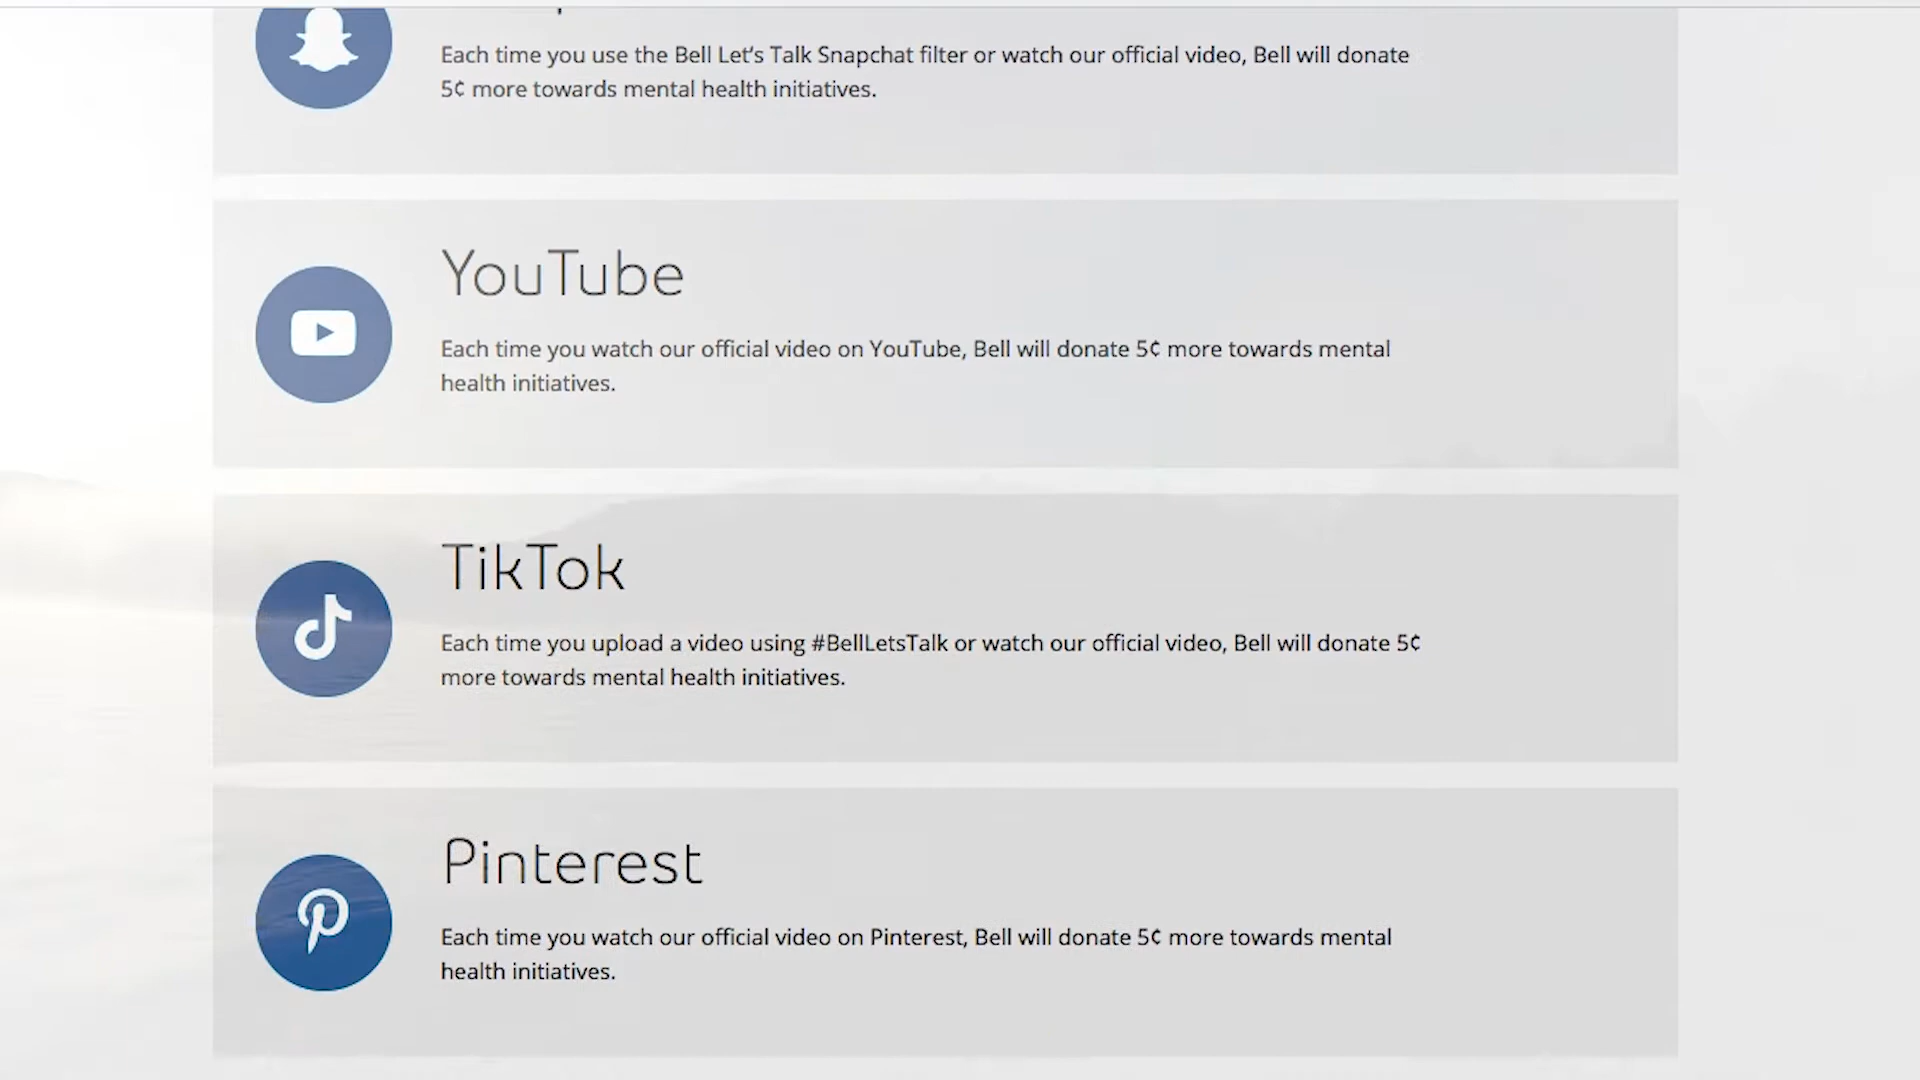 Each time you use the Bell Let's Talk Snapchat filter or watch our official video, Bell will donate
5¢ more towards mental health initiatives.
YouTube
Each time you watch our official video on YouTube, Bell will donate 5¢ more towards mental
health initiatives.
TikTok
Each time you upload a video using #BellLetsTalk or watch our official video, Bell will donate 5¢
more towards mental health initiatives.
Pinterest
Each time you watch our official video on Pinterest, Bell will donate 5¢ more towards mental
health initiatives.